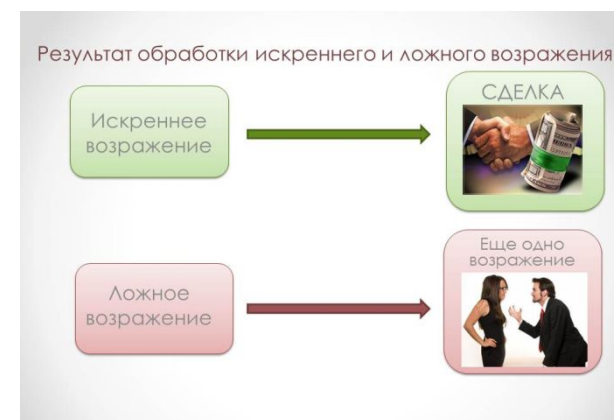 Результат обработки искреннего и ложного возражения
Искреннее
возражение
СДЕЛКА
Ложное
возражение
Еще одно
возражение